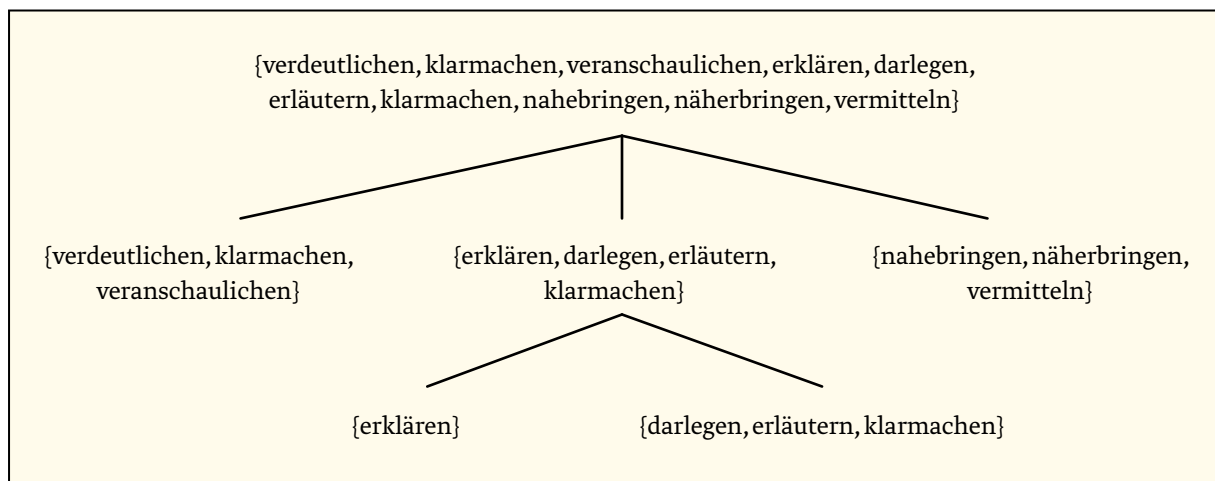 {verdeutlichen, klarmachen, veranschaulichen, erklären, darlegen,
erläutern, klarmachen, nahebringen, näherbringen, vermitteln}
{verdeutlichen, klarmachen,
veranschaulichen}
{erklären, darlegen, erläutern,
klarmachen}
{nahebringen, näherbringen,
vermitteln}
{erklären}
{darlegen, erläutern, klarmachen}